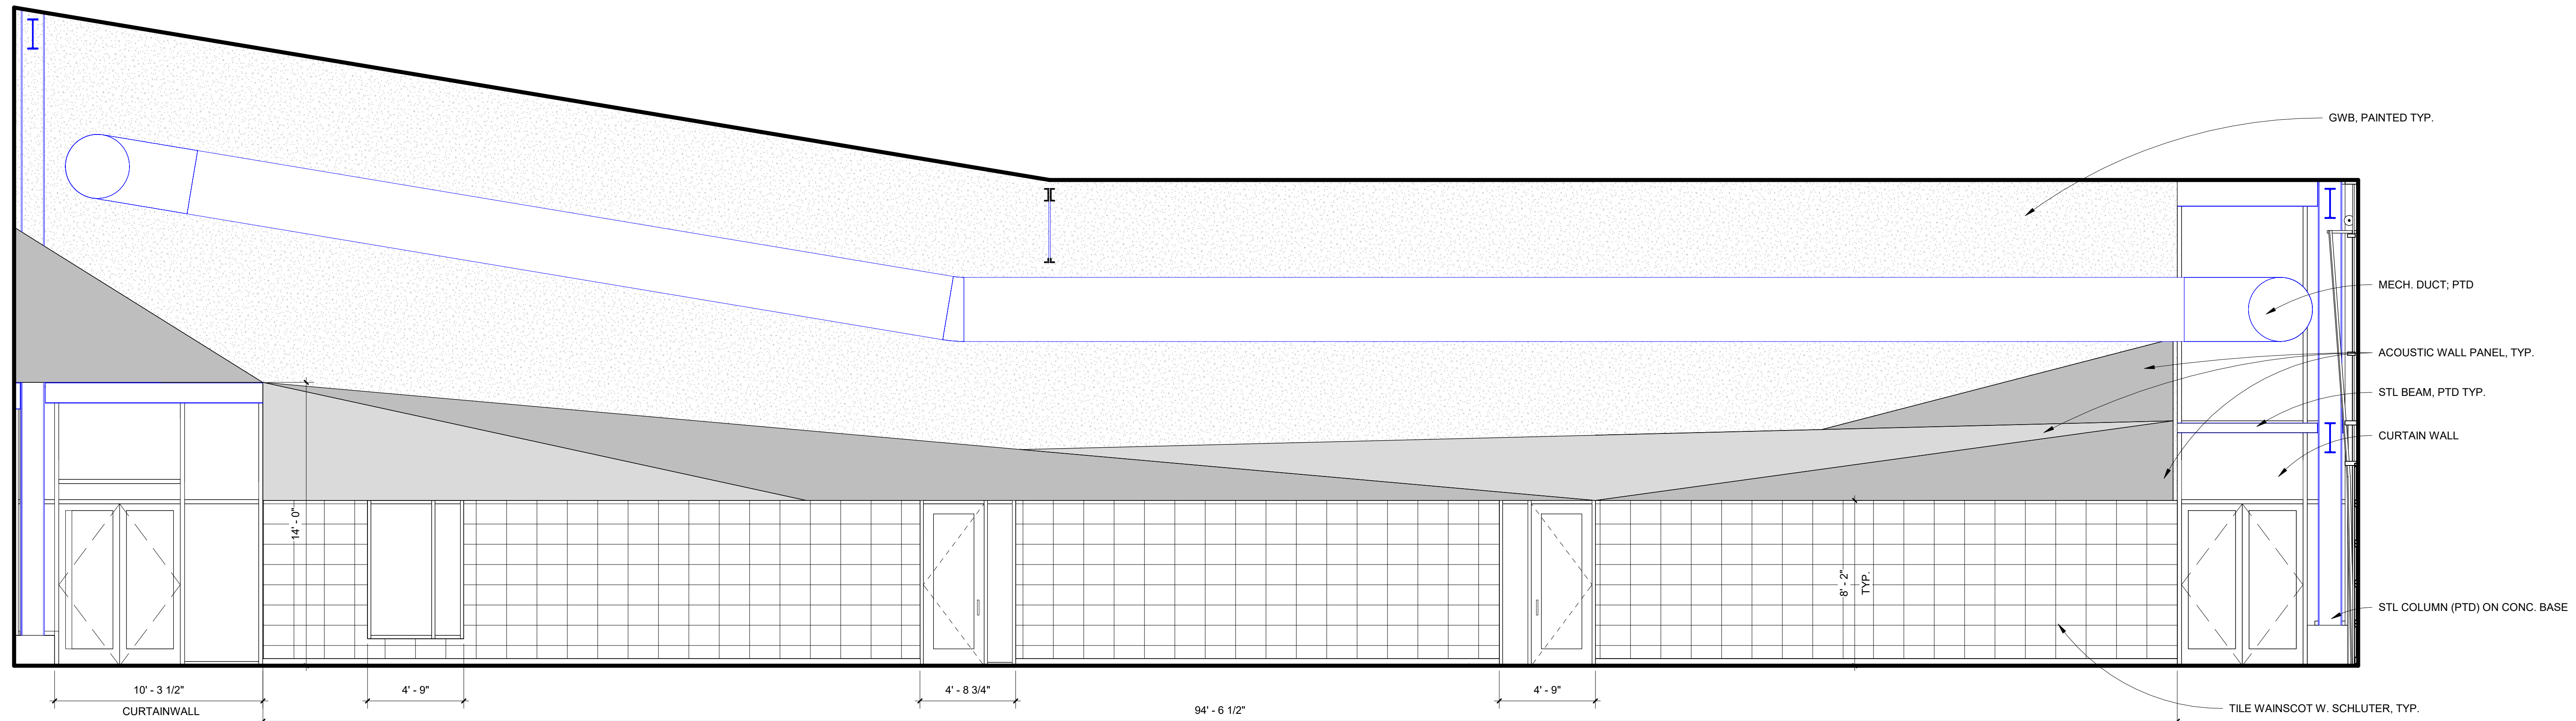 GWB, PAINTED TYP.
MECH. DUCT; PTD
ACOUSTIC WALL PANEL, TYP.
STL BEAM, PTD TYP.
CURTAIN WALL
14' - 0"
8' - 2"
TYP.
STL COLUMN (PTD) ON CONC. BASE
10' - 3 1/2"
CURTAINWALL
4' - 9"
4' - 8 3/4"
4' - 9"
94' - 6 1/2"
TILE WAINSCOT W. SCHLUTER, TYP.